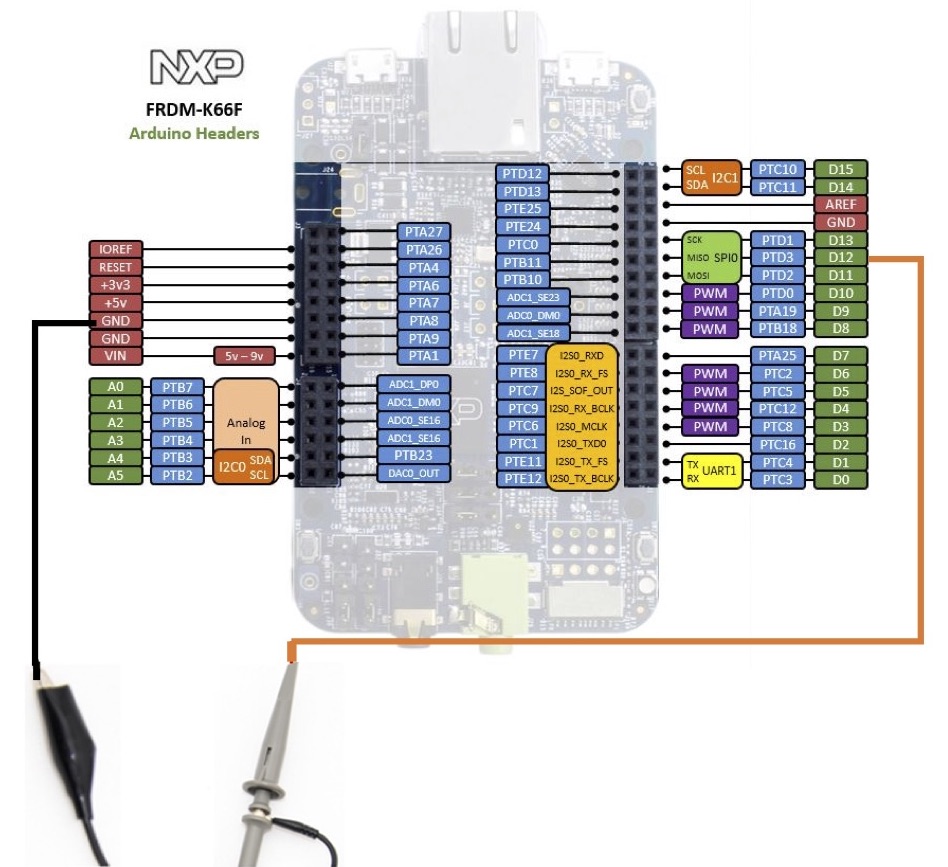 NXP
FRDM-K66F
Arduino Headers
J24
IOREF
RESET
+3v3
+5v
GND
GND
VIN
5v – 9v
A0 PTB7
A1 PTB6
A2 PTB5
A3 PTB4
A4 PTB3
A5 PTB2
Analog
In
I2C0 SDA
SCL
PTA27
PTA26
PTA4
PTA6
PTA7
PTA8
PTA9
PTA1
ADC1_DP0
ADC1_DM0
ADC0_SE16
ADC1_SE16
PTB23
DAC0_OUT
PTD12
PTD13
PTE25
PTE24
PTC0
PTB11
PTB10
ADC1_SE23
ADC0_DM0
ADC1_SE18
PTE7 I2S0_RXD
PTE8 I2S0_RX_FS
PTC7 I2S_SOF_OUT
PTC9 I2S0_RX_BCLK
PTC6 I2S0_MCLK
PTC1 I2S0_TXD0
PTE11 I2S0_TX_FS
PTE12 I2S0_TX_BCLK
SCL I2C1 PTC10 D15
SDA PTC11 D14
AREF
GND
SCK PTD1 D13
MISO SPI0 PTD3 D12
MOSI PTD2 D11
PWM PTD0 D10
PWM PTA19 D9
PWM PTB18 D8
PTA25 D7
PWM PTC2 D6
PWM PTC5 D5
PWM PTC12 D4
PWM PTC8 D3
PTC16 D2
TX UART1 PTC4 D1
RX PTC3 D0